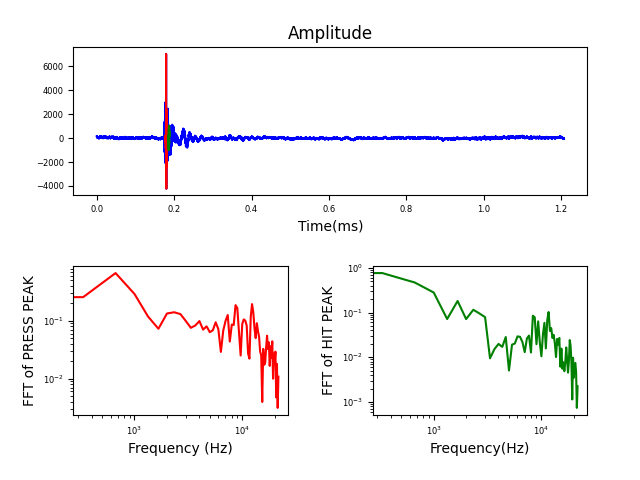 Amplitude
6000
4000
2000
0
−2000
−4000
0.0 0.2 0.4 0.6 0.8 1.0 1.2
Time(ms)
FFT of PRESS PEAK
10⁻¹
10⁻²
10³ 10⁴
Frequency (Hz)
FFT of HIT PEAK
10⁰
10⁻¹
10⁻²
10⁻³
10³ 10⁴
Frequency(Hz)